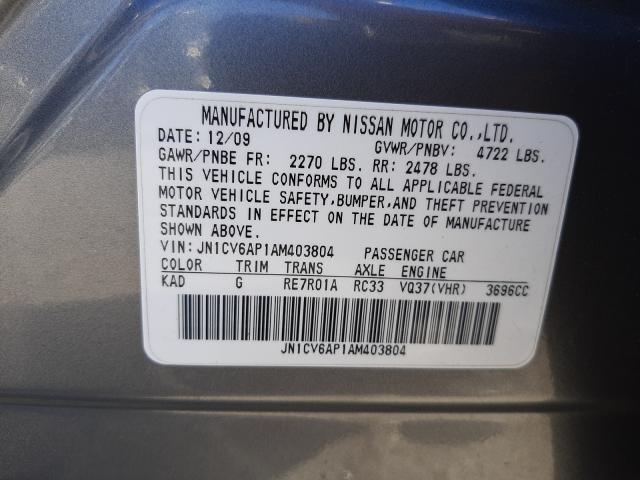 MANUFACTURED BY NISSAN MOTOR CO.,LTD.
DATE: 12/09 GVWR/PNBV: 4722 LBS.
GAWR/PNBE FR: 2270 LBS. RR: 2478 LBS.
THIS VEHICLE CONFORMS TO ALL APPLICABLE FEDERAL
MOTOR VEHICLE SAFETY,BUMPER,AND THEFT PREVENTION
STANDARDS IN EFFECT ON THE DATE OF MANUFACTURE
SHOWN ABOVE.
VIN: JN1CV6AP1AM403804 PASSENGER CAR
COLOR TRIM TRANS AXLE ENGINE
KAD G RE7R01A RC33 VQ37(VHR) 3696CC
JN1CV6AP1AM403804